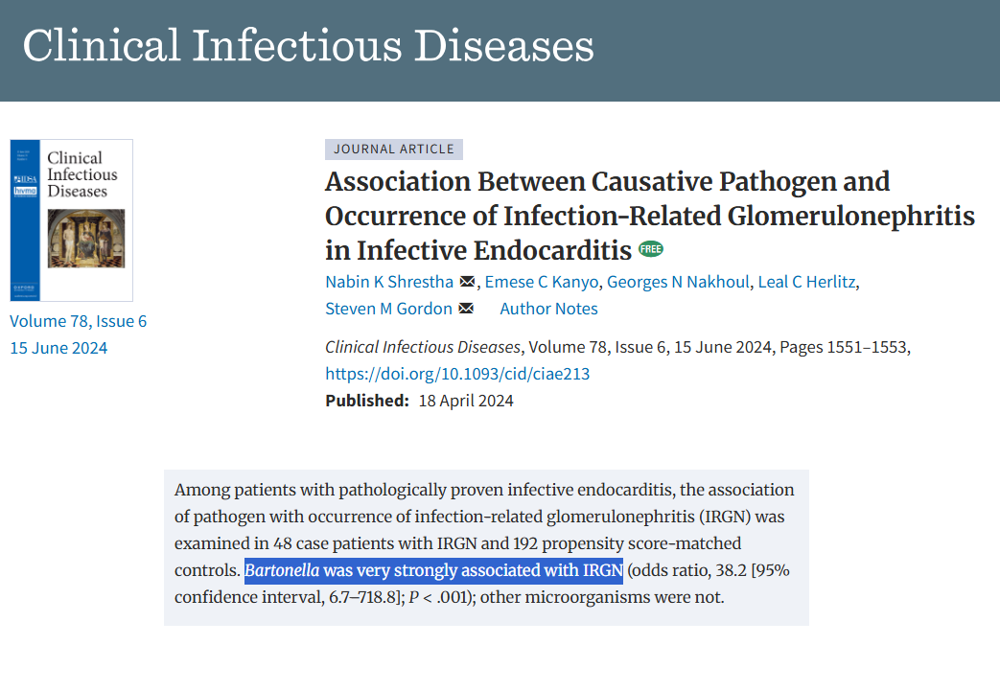 Clinical Infectious Diseases
Clinical
Infectious
Diseases
IDSA
hivma
OXFORD
Volume 78, Issue 6
15 June 2024
JOURNAL ARTICLE
Association Between Causative Pathogen and
Occurrence of Infection-Related Glomerulonephritis
in Infective Endocarditis FREE
Nabin K Shrestha, Emese C Kanyo, Georges N Nakhoul, Leal C Herlitz,
Steven M Gordon Author Notes
Clinical Infectious Diseases, Volume 78, Issue 6, 15 June 2024, Pages 1551–1553,
https://doi.org/10.1093/cid/ciae213
Published: 18 April 2024
Among patients with pathologically proven infective endocarditis, the association
of pathogen with occurrence of infection-related glomerulonephritis (IRGN) was
examined in 48 case patients with IRGN and 192 propensity score-matched
controls. Bartonella was very strongly associated with IRGN (odds ratio, 38.2 [95%
confidence interval, 6.7–718.8]; P < .001); other microorganisms were not.